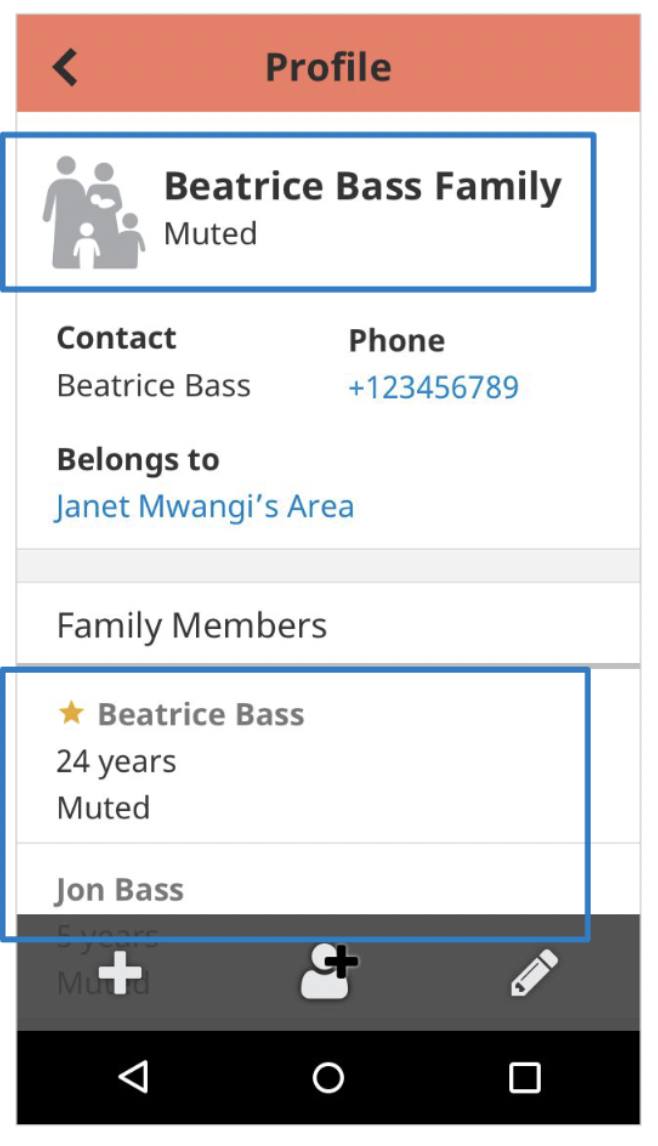 Profile
Beatrice Bass Family
Muted
Contact
Phone
Beatrice Bass
+123456789
Belongs to
Janet Mwangi’s Area
Family Members
Beatrice Bass
24 years
Muted
Jon Bass
5 years
Muted